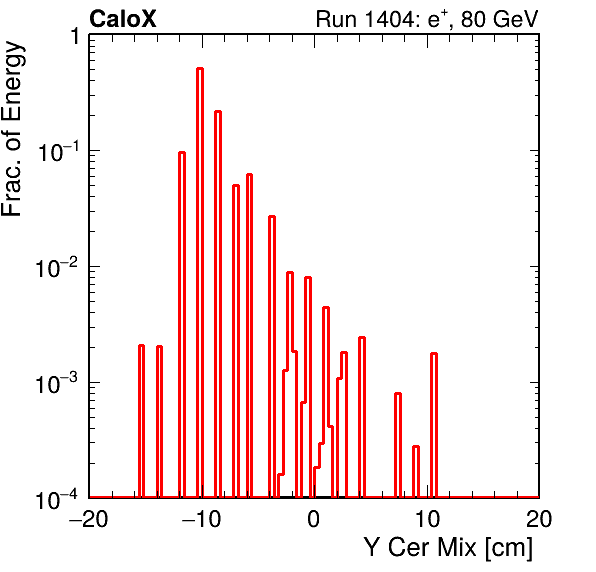 CaloX Run 1404: e⁺, 80 GeV
Frac. of Energy
1
10⁻¹
10⁻²
10⁻³
10⁻⁴
−20 −10 0 10 20
Y Cer Mix [cm]